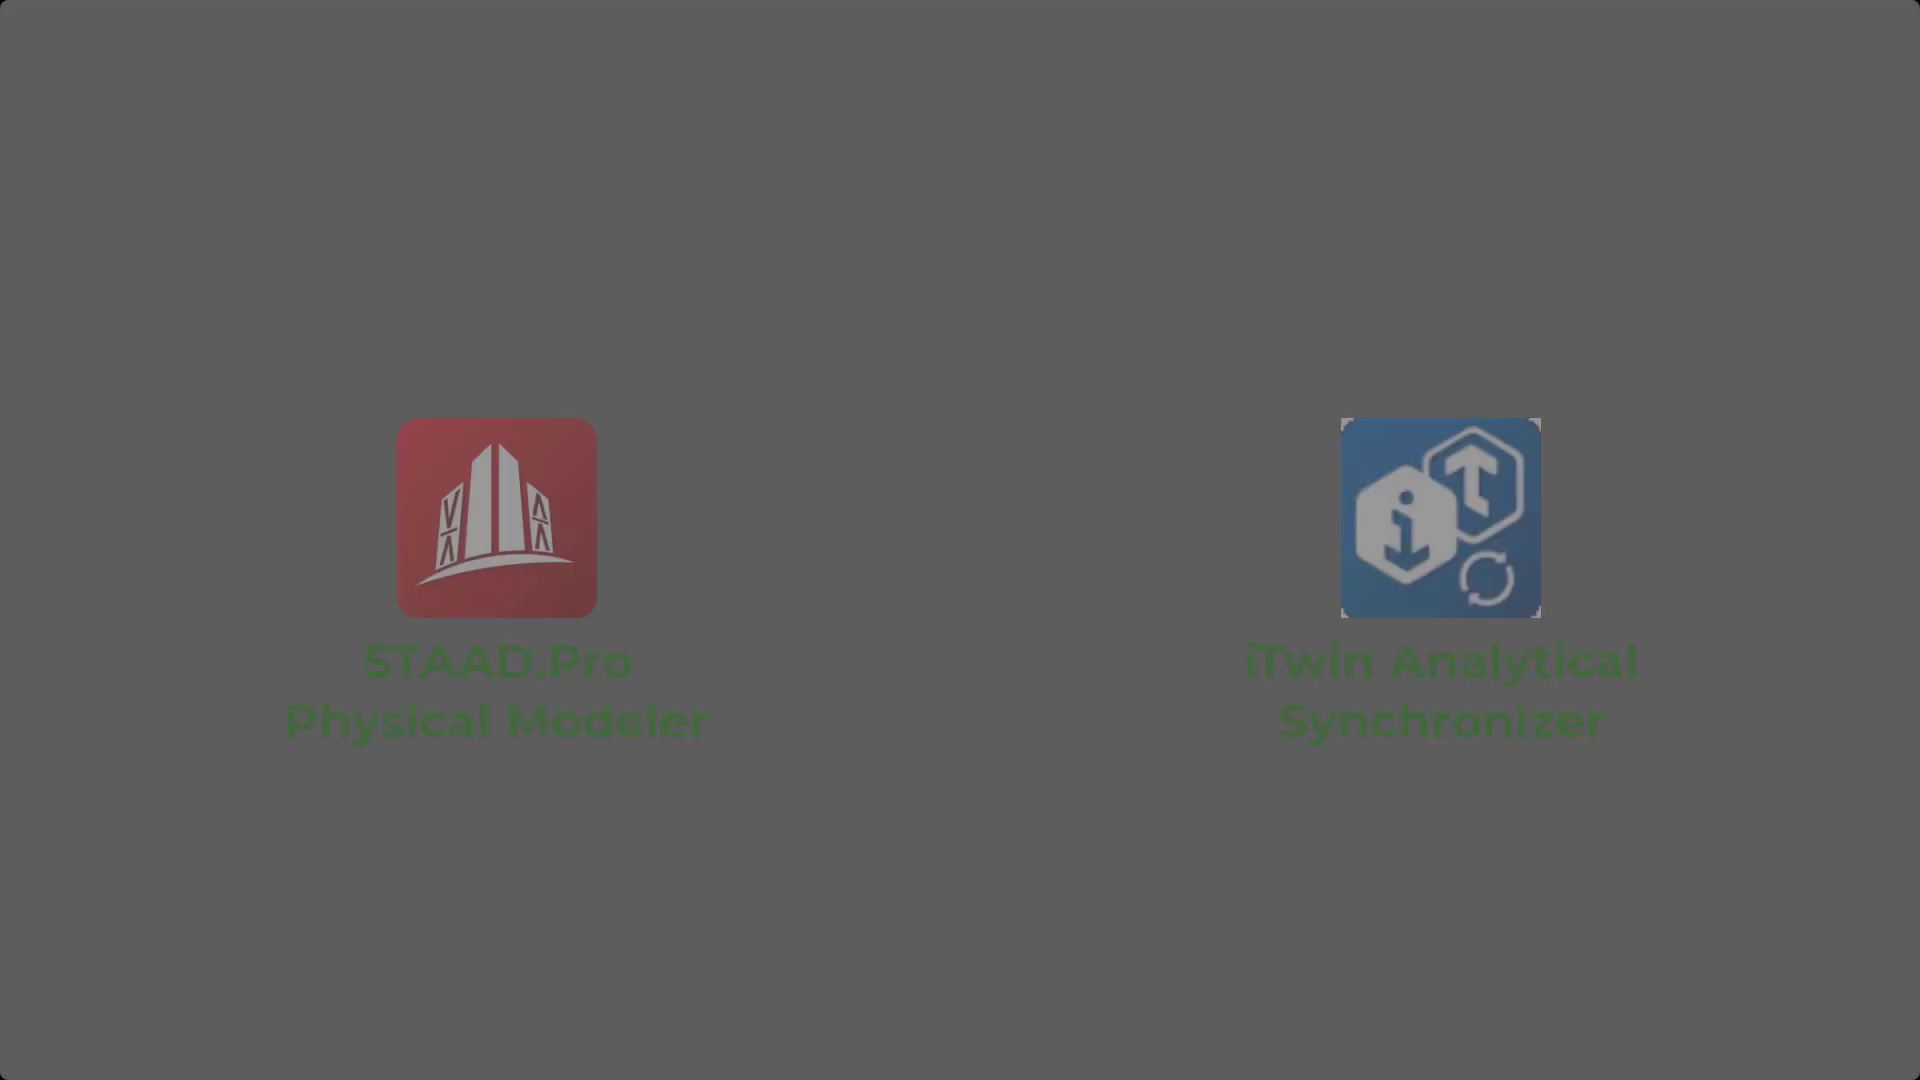 STAAD.Pro
Physical Modeler
iTwin Analytical
Synchronizer